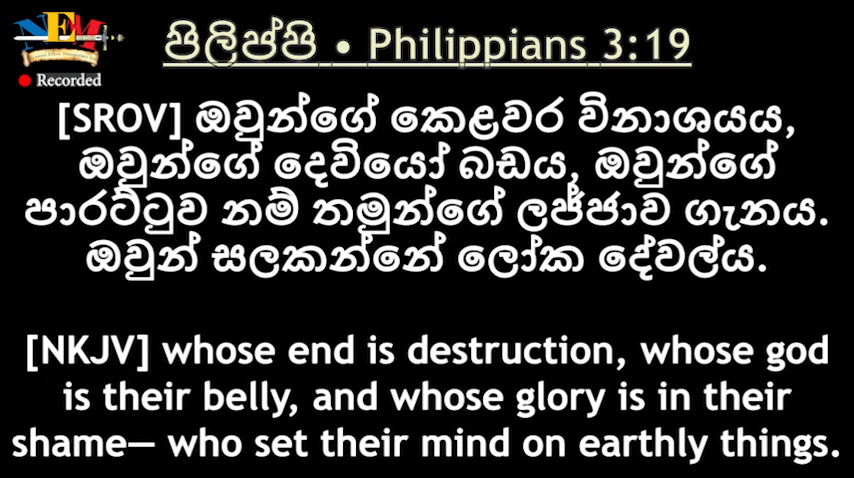 NEM
Recorded
පිලිප්පි • Philippians 3:19
[SROV] ඔවුන්ගේ කෙළවර විනාශයය,
ඔවුන්ගේ දෙවියෝ බඩය, ඔවුන්ගේ
පාරට්ටුව නම් තමුන්ගේ ලජ්ජාව ගැනය.
ඔවුන් සලකන්නේ ලෝක දේවල්ය.
[NKJV] whose end is destruction, whose god
is their belly, and whose glory is in their
shame— who set their mind on earthly things.